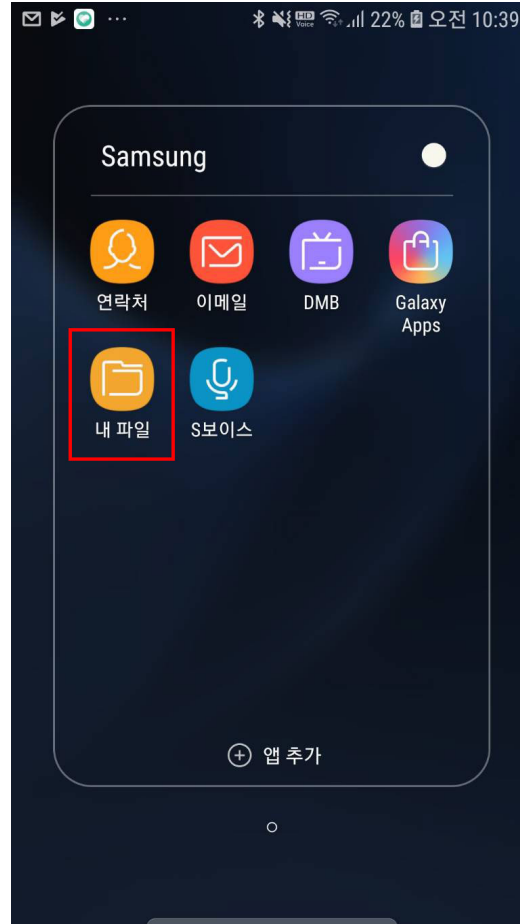 22% 오전 10:39
Samsung
연락처 이메일 DMB Galaxy
Apps
내 파일 S보이스
앱 추가